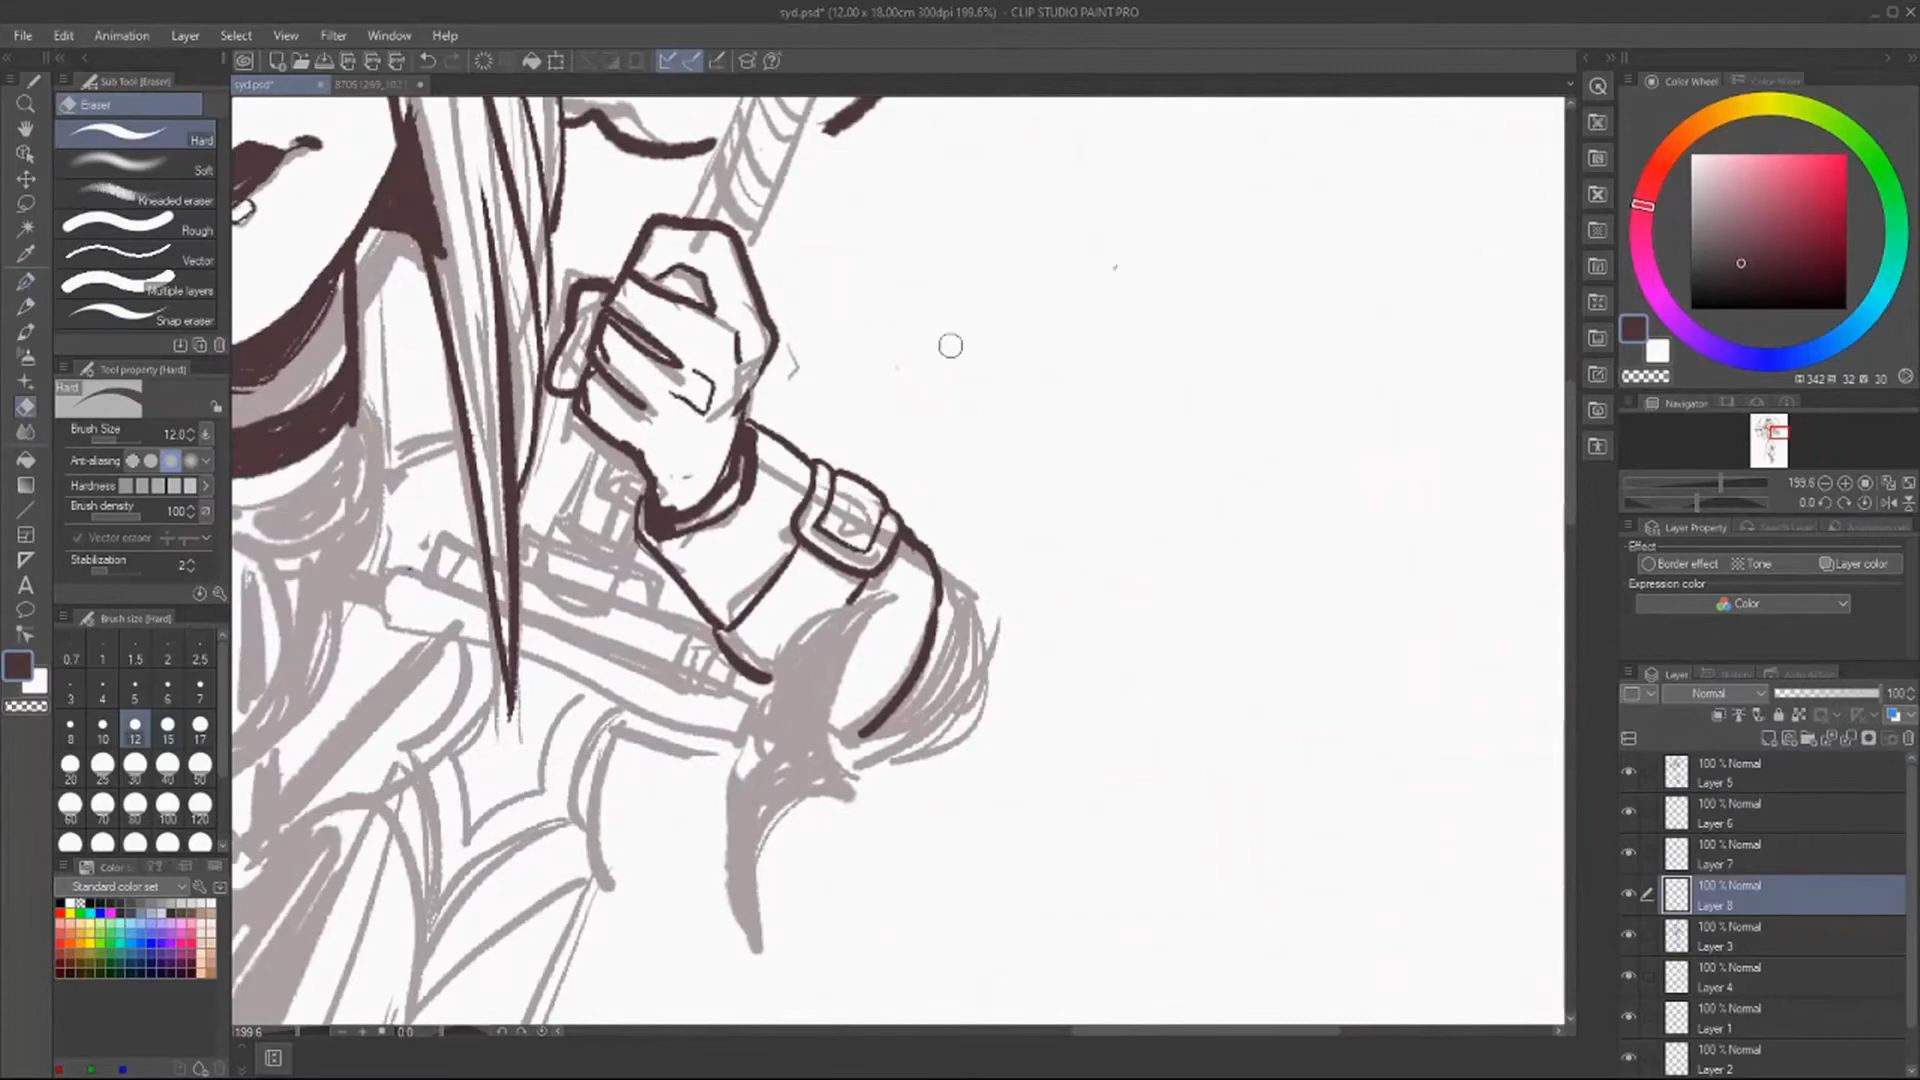 syd.psd* (12.00 x 18.00cm 300dpi 199.6%) - CLIP STUDIO PAINT PRO
File Edit Animation Layer Select View Filter Window Help
Sub Tool [Eraser]
Eraser
Hard
Soft
Kneaded eraser
Rough
Vector
Multiple layers
Snap eraser
Tool property [Hard]
Hard
Brush Size 12.0
Anti-aliasing
Hardness
Brush density 100
Vector eraser
Stabilization 2
Brush size [Hard]
0.7 1 1.5 2 2.5
3 4 5 6 7
8 10 12 15 17
20 25 30 40 50
60 70 80 100 120
Standard color set
syd.psd*
199.6
0.0
Color Wheel
342 32 30
Navigator
199.6
0.0
Layer Property
Effect
Border effect Tone Layer color
Expression color
Color
Layer
Normal 100
100 % Normal
Layer 5
100 % Normal
Layer 6
100 % Normal
Layer 7
100 % Normal
Layer 8
100 % Normal
Layer 3
100 % Normal
Layer 4
100 % Normal
Layer 1
100 % Normal
Layer 2